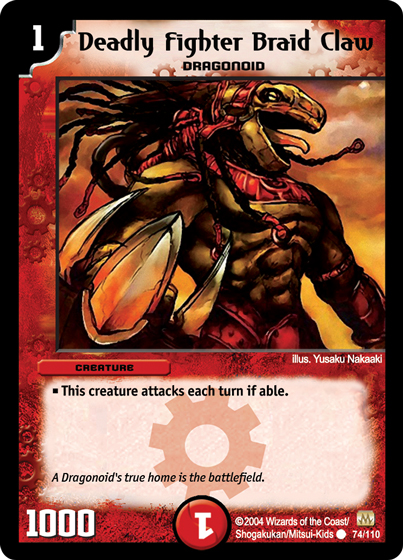 1
Deadly Fighter Braid Claw
DRAGONOID
illus. Yusaku Nakaaki
CREATURE
▪ This creature attacks each turn if able.
A Dragonoid's true home is the battlefield.
1000
1
©2004 Wizards of the Coast/
Shogakukan/Mitsui-Kids ● 74/110